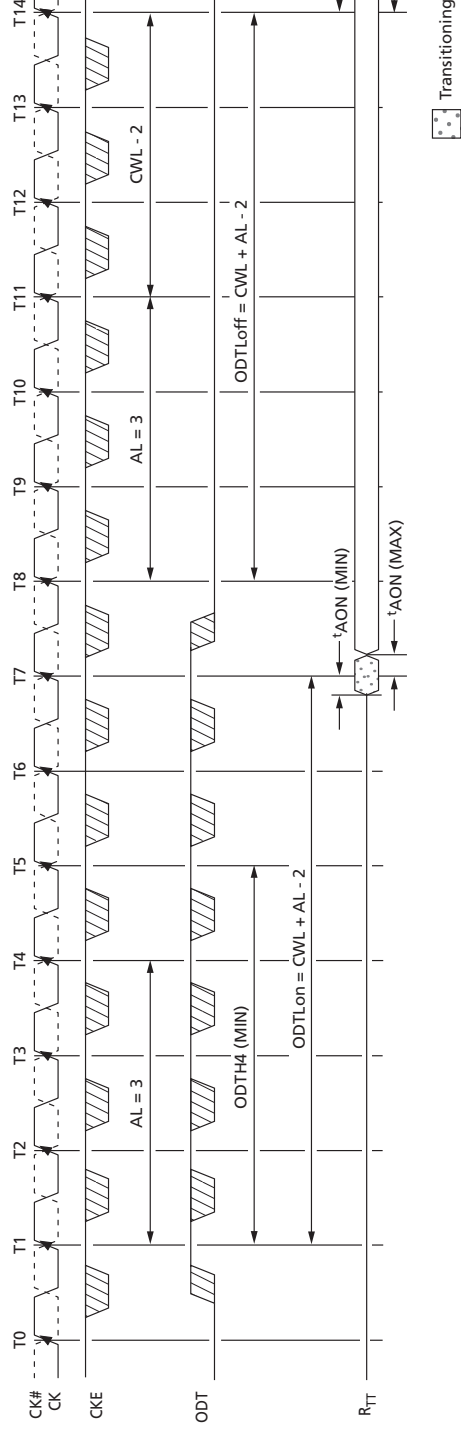 T0 T1 T2 T3 T4 T5 T6 T7 T8 T9 T10 T11 T12 T13 T14
CK#
CK
CKE
AL = 3
AL = 3
CWL - 2
ODT
ODTH4 (MIN)
ODTLoff = CWL + AL - 2
ODTLon = CWL + AL - 2
tAON (MIN)
RTT
tAON (MAX)
Transitioning